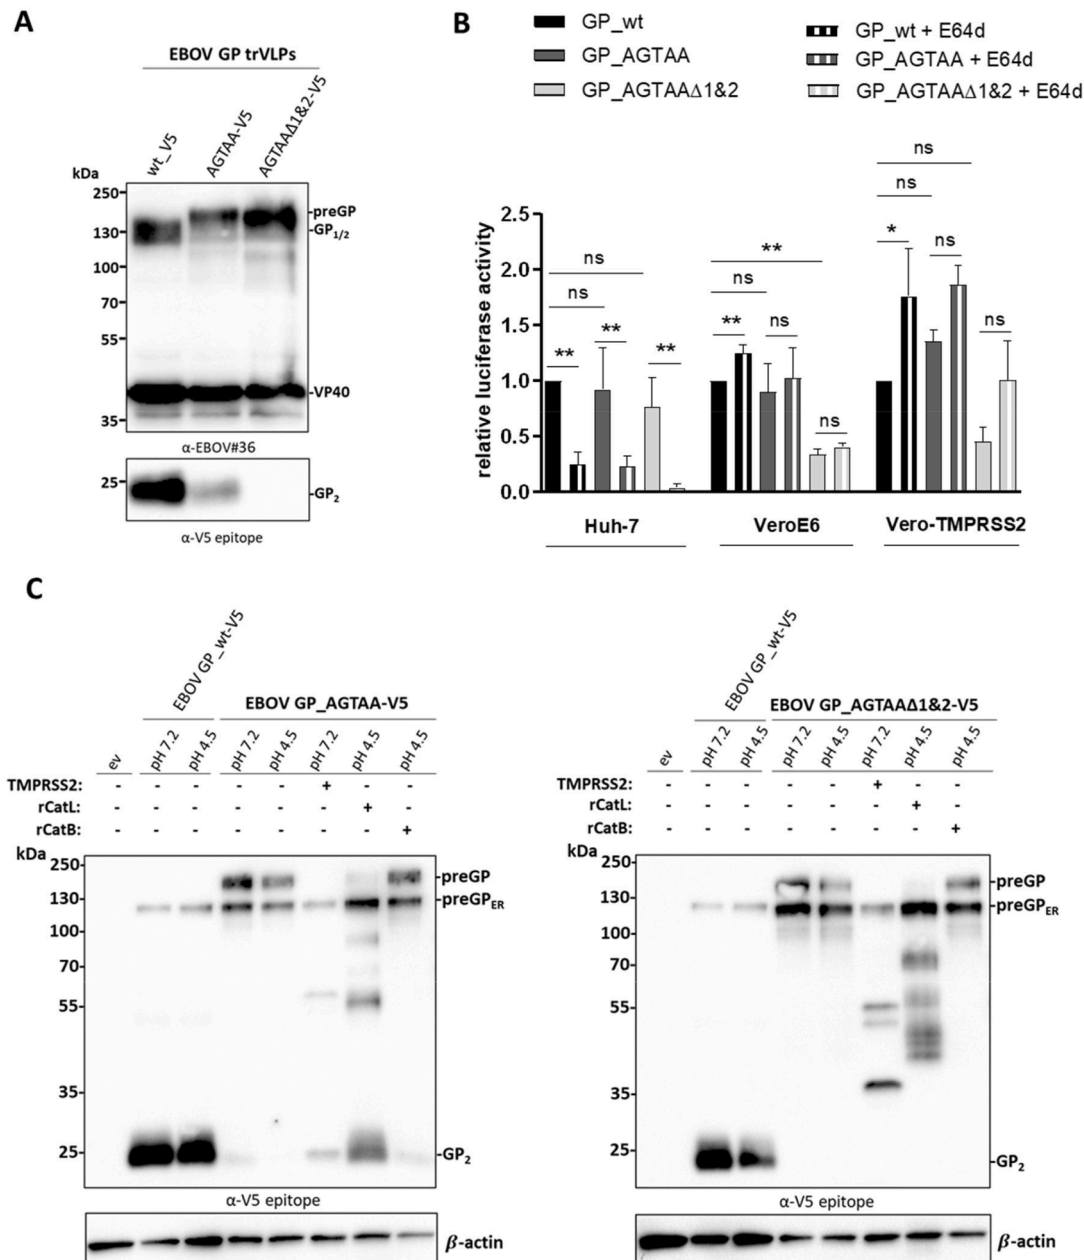 A
EBOV GP trVLPs
wt_V5
AGTAA-V5
AGTAAΔ1&2-V5
kDa
250
130
100
70
55
35
-preGP
-GP1/2
-VP40
α-EBOV#36
25
-GP2
α-V5 epitope
B
GP_wt
GP_AGTAA
GP_AGTAAΔ1&2
GP_wt + E64d
GP_AGTAA + E64d
GP_AGTAAΔ1&2 + E64d
relative luciferase activity
2.5
2.0
1.5
1.0
0.5
0.0
ns
ns
** ** **
**
ns
** ns
ns
ns
ns
* ns
ns
Huh-7
VeroE6
Vero-TMPRSS2
C
EBOV GP_wt-V5
EBOV GP_AGTAA-V5
ev
pH 7.2
pH 4.5
pH 7.2
pH 4.5
pH 7.2
pH 4.5
pH 4.5
TMPRSS2: - - - - - + - -
rCatL: - - - - - - + -
rCatB: - - - - - - - +
kDa
250
130
100
70
55
35
25
-preGP
-preGPER
-GP2
α-V5 epitope
β-actin
EBOV GP_wt-V5
EBOV GP_AGTAAΔ1&2-V5
ev
pH 7.2
pH 4.5
pH 7.2
pH 4.5
pH 7.2
pH 4.5
pH 4.5
TMPRSS2: - - - - - + - -
rCatL: - - - - - - + -
rCatB: - - - - - - - +
kDa
250
130
100
70
55
35
25
-preGP
-preGPER
-GP2
α-V5 epitope
β-actin